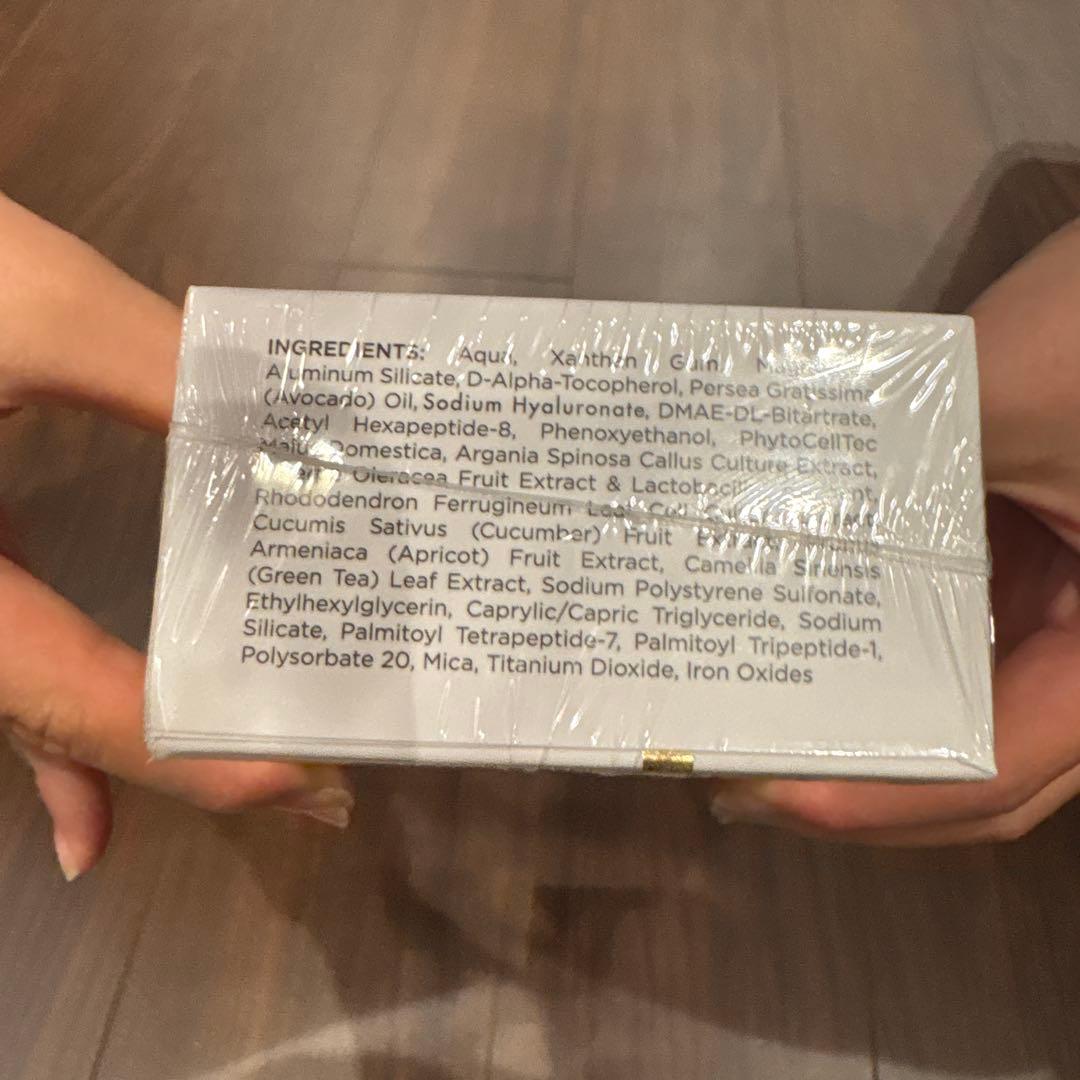 INGREDIENTS: Aqua, Xanthan Gum,
Aluminum Silicate, D-Alpha-Tocopherol, Persea Gratissima
(Avocado) Oil, Sodium Hyaluronate, DMAE-DL-Bitartrate,
Acetyl Hexapeptide-8, Phenoxyethanol, PhytoCellTec
Domestica, Argania Spinosa Callus Culture Extract,
Oleracea Fruit Extract & Lactobacillus
Rhododendron Ferrugineum Leaf Cell
Cucumis Sativus (Cucumber) Fruit Extract,
Armeniaca (Apricot) Fruit Extract, Camellia Sinensis
(Green Tea) Leaf Extract, Sodium Polystyrene Sulfonate,
Ethylhexylglycerin, Caprylic/Capric Triglyceride, Sodium
Silicate, Palmitoyl Tetrapeptide-7, Palmitoyl Tripeptide-1,
Polysorbate 20, Mica, Titanium Dioxide, Iron Oxides